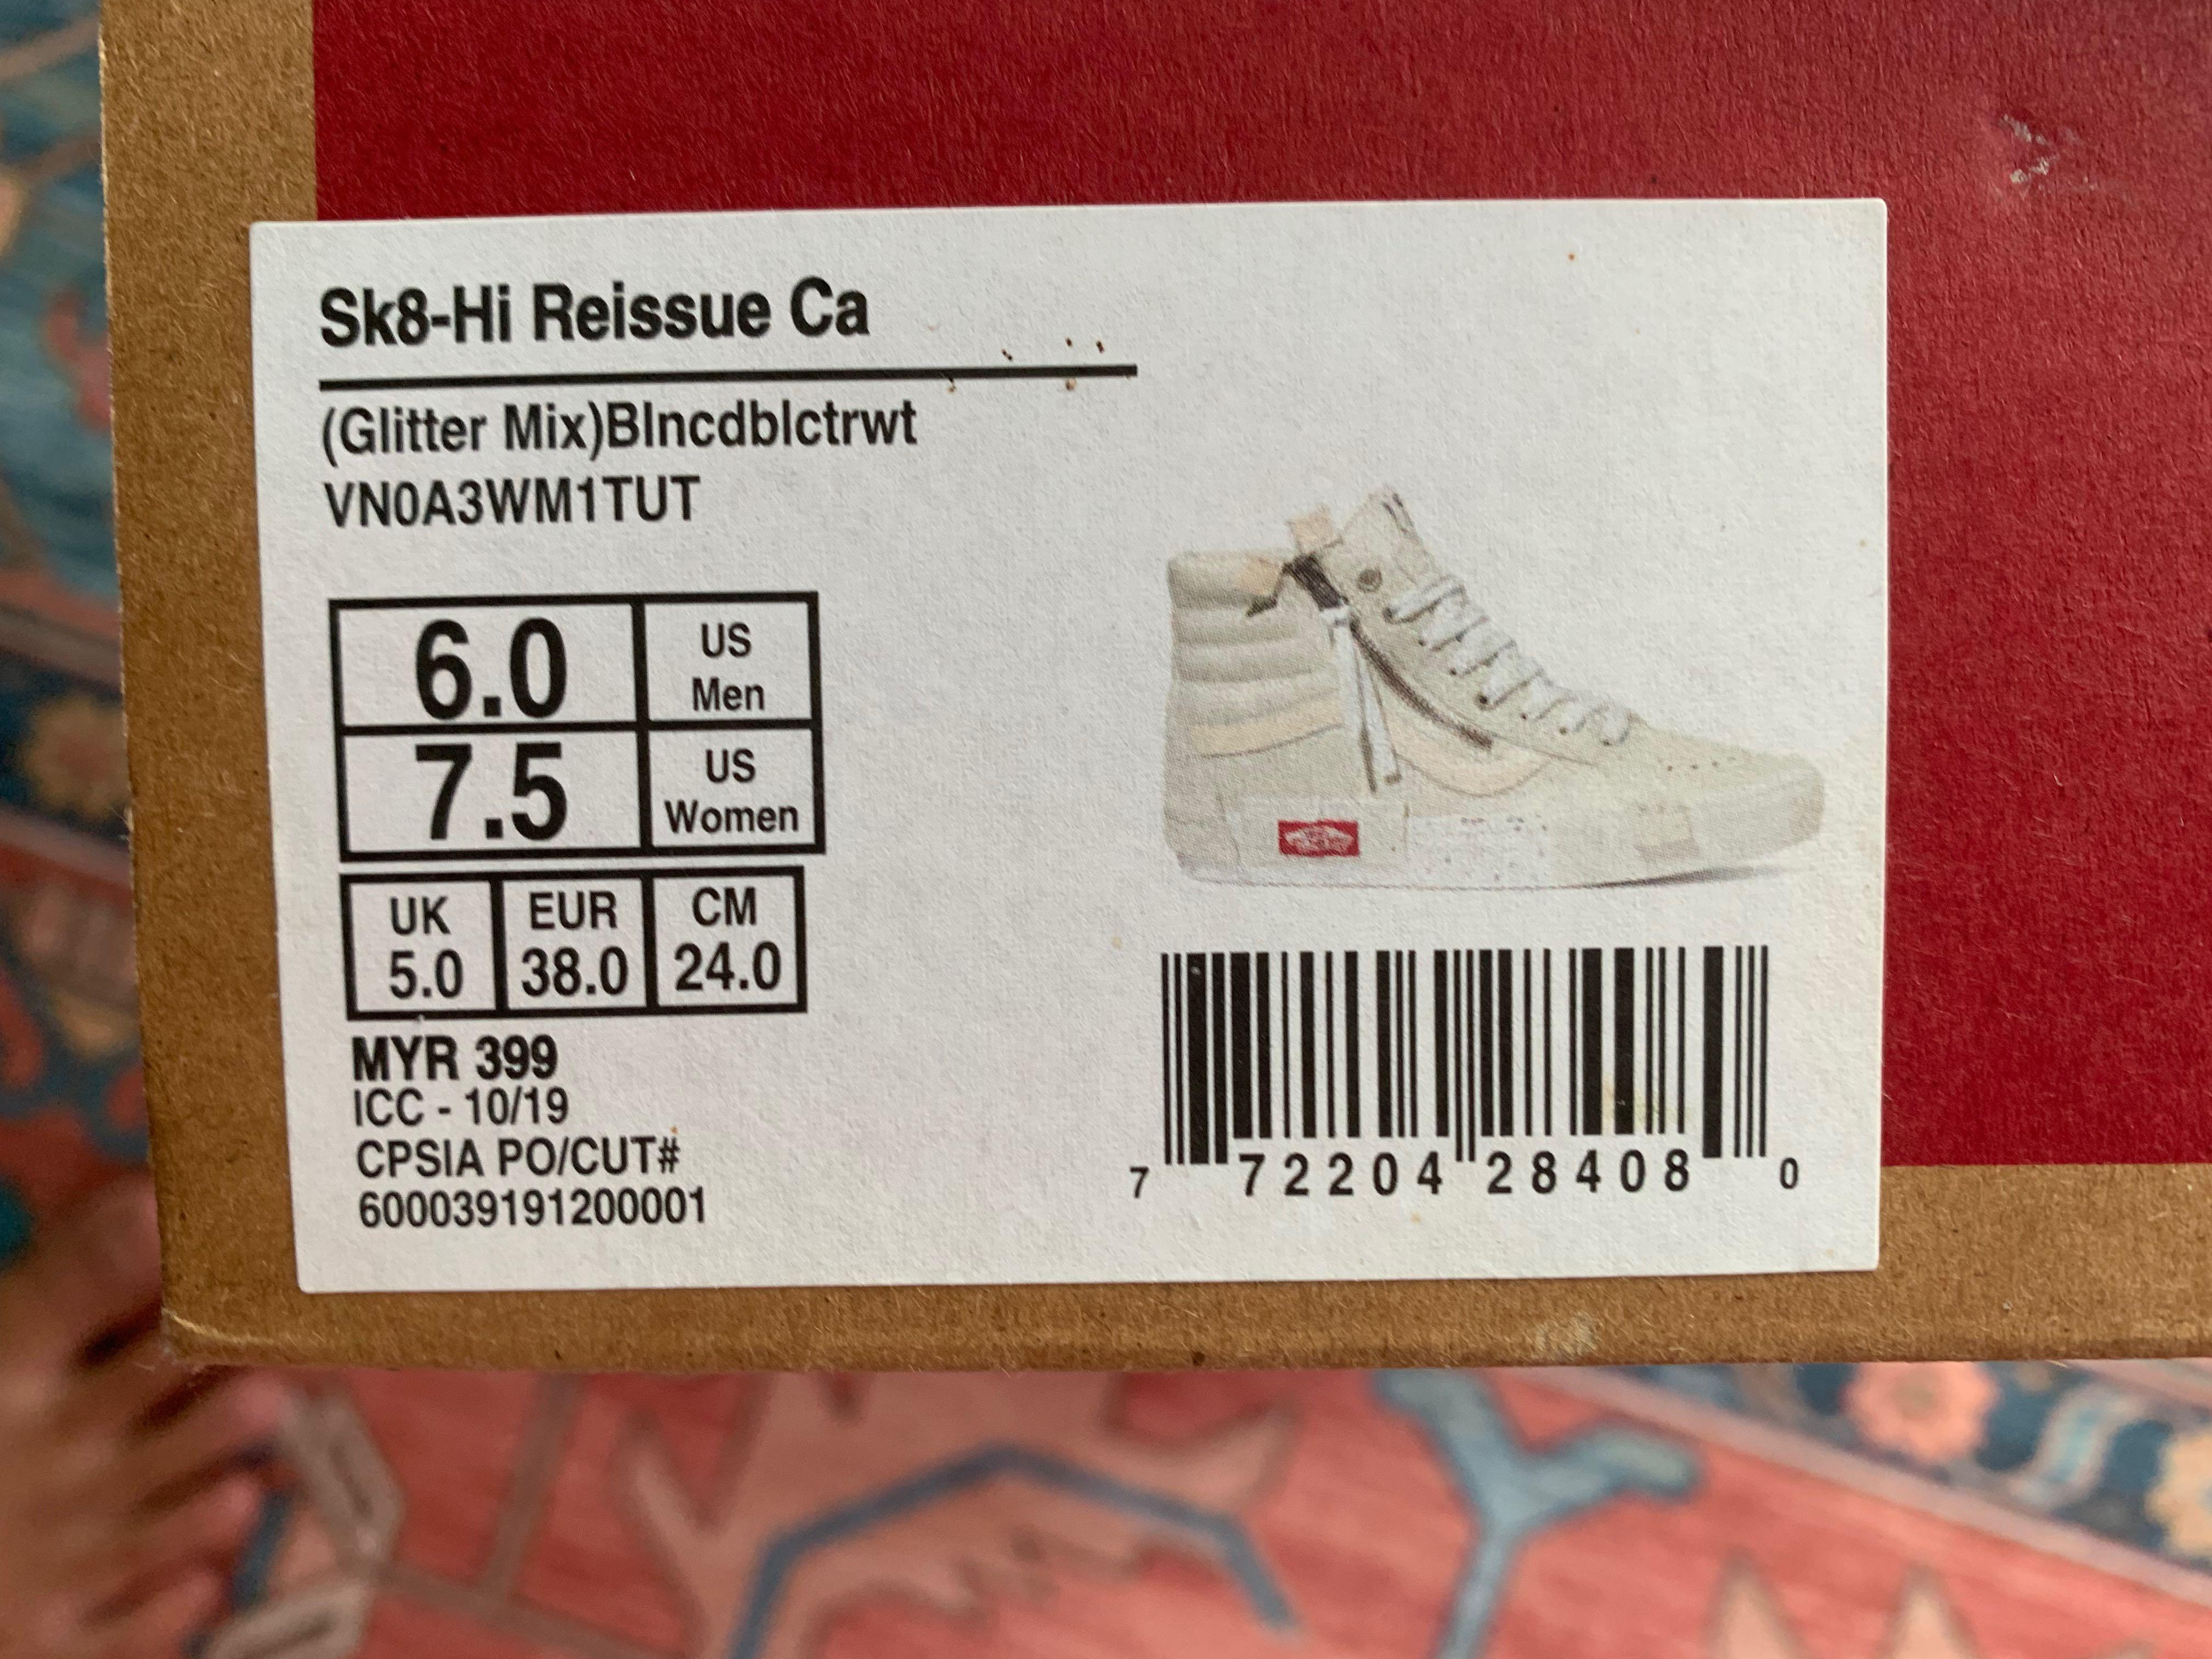 Sk8-Hi Reissue Ca
(Glitter Mix)Blncdblctrwt
VN0A3WM1TUT
6.0 US Men
7.5 US Women
UK EUR CM
5.0 38.0 24.0
MYR 399
ICC - 10/19
CPSIA PO/CUT#
600039191200001
7 72204 28408 0